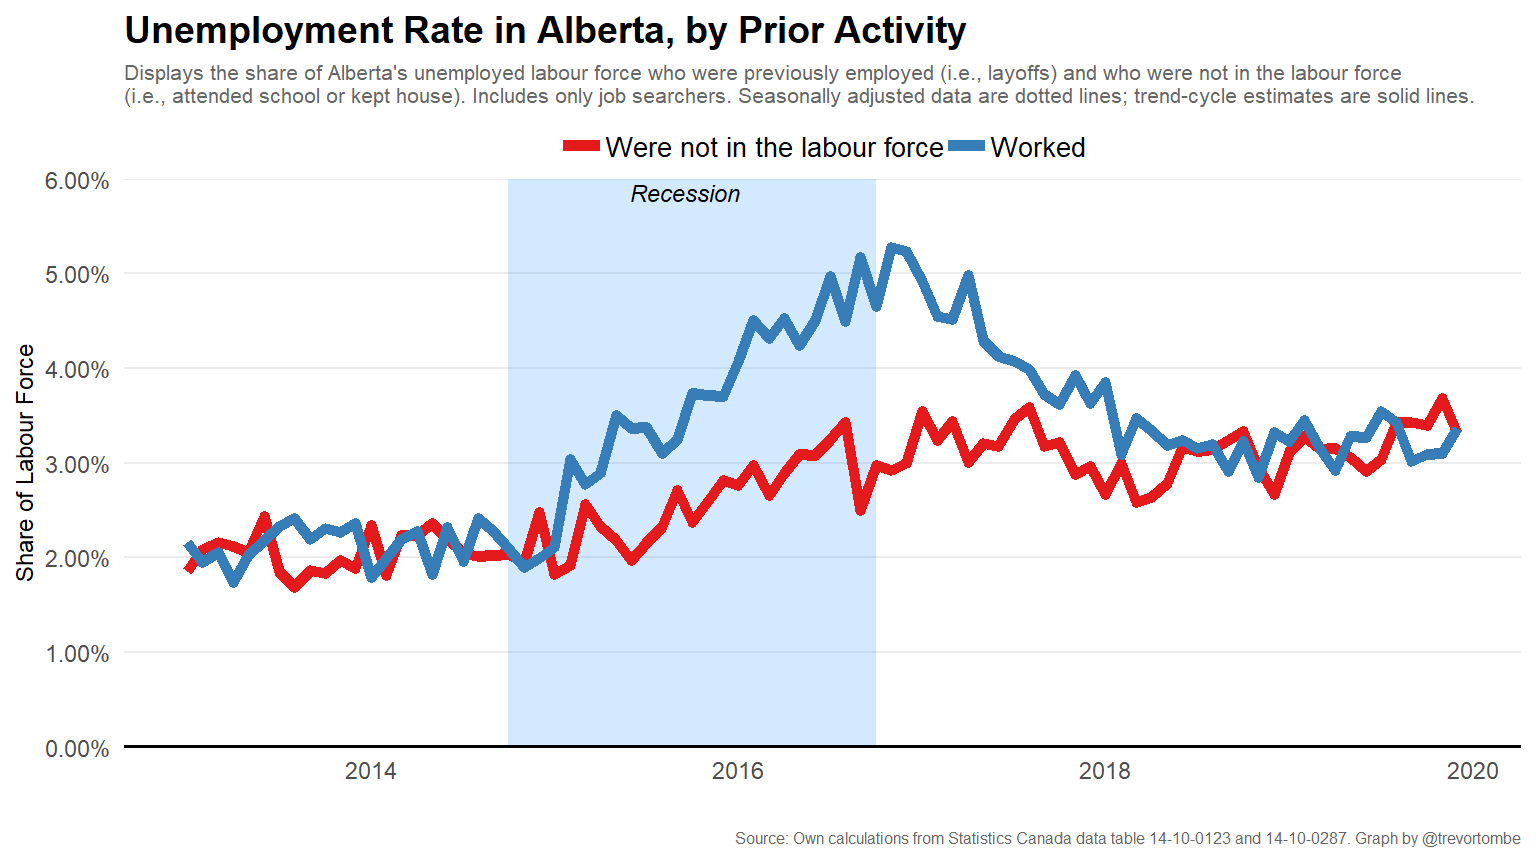 Unemployment Rate in Alberta, by Prior Activity
Displays the share of Alberta's unemployed labour force who were previously employed (i.e., layoffs) and who were not in the labour force
(i.e., attended school or kept house). Includes only job searchers. Seasonally adjusted data are dotted lines; trend-cycle estimates are solid lines.
Were not in the labour force Worked
Recession
6.00%
5.00%
4.00%
3.00%
2.00%
1.00%
0.00%
Share of Labour Force
2014 2016 2018 2020
Source: Own calculations from Statistics Canada data table 14-10-0123 and 14-10-0287. Graph by @trevortombe